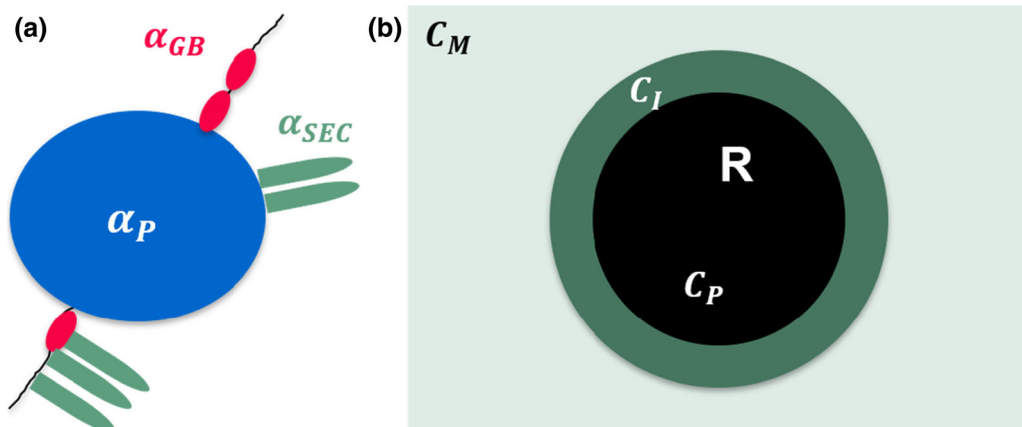 (a)
α_GB
α_SEC
α_P
(b)
C_M
C_I
R
C_P